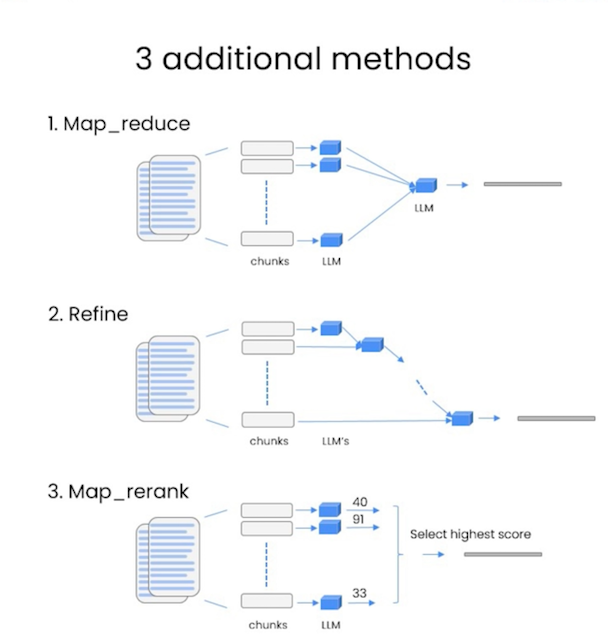 3 additional methods
1. Map_reduce
LLM
chunks LLM
2. Refine
chunks LLM's
3. Map_rerank
40
91
Select highest score
33
chunks LLM